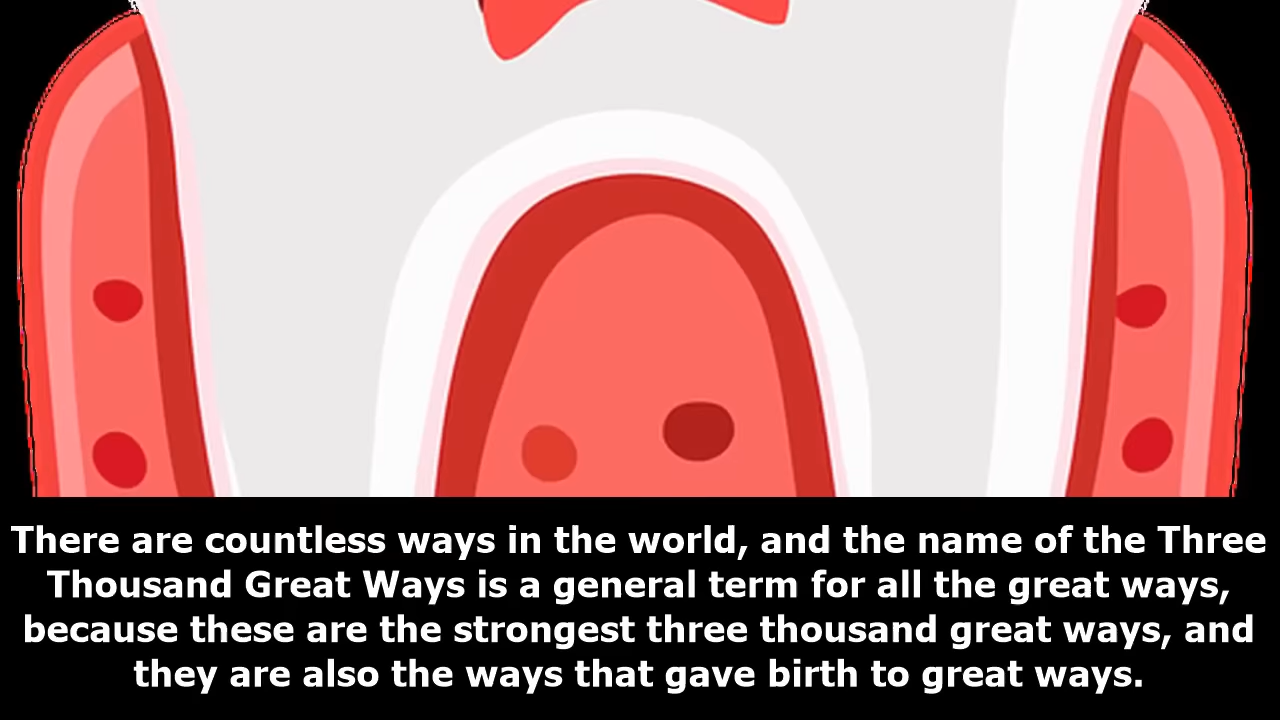 There are countless ways in the world, and the name of the Three
Thousand Great Ways is a general term for all the great ways,
because these are the strongest three thousand great ways, and
they are also the ways that gave birth to great ways.